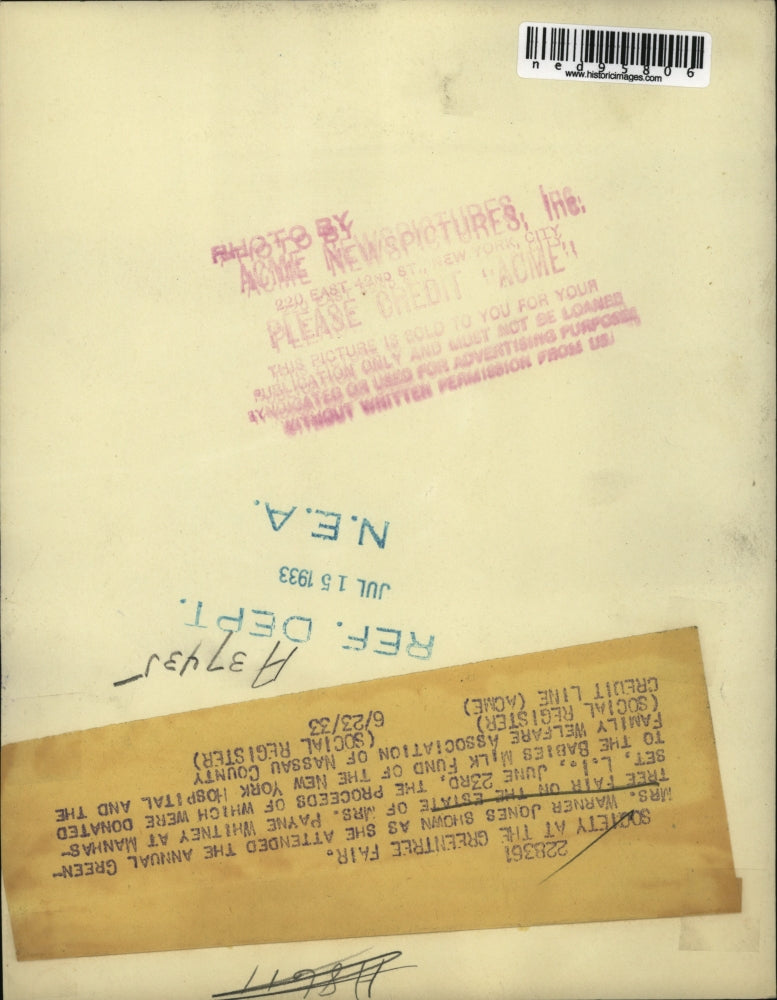 ned95806
www.historicimages.com
PHOTO BY
ACME NEWSPICTURES, Inc.
220 EAST 42ND ST., NEW YORK, CITY
PLEASE CREDIT "ACME"
THIS PICTURE IS SOLD TO YOU FOR YOUR
PUBLICATION ONLY AND MUST NOT BE LOANED
SYNDICATED OR USED FOR ADVERTISING PURPOSES
WITHOUT WRITTEN PERMISSION FROM US
REF. DEPT.
JUL 15 1933
N.E.A.
A 37435
228361
SOCIETY AT THE GREENTREE FAIR.
MRS. WARNER JONES SHOWN AS SHE ATTENDED THE ANNUAL GREEN-
TREE FAIR ON THE ESTATE OF MRS. PAYNE WHITNEY AT MANHAS-
SET, L.I., JUNE 23RD, THE PROCEEDS OF WHICH WERE DONATED
TO THE BABIES MILK FUND OF THE NEW YORK HOSPITAL AND THE
FAMILY WELFARE ASSOCIATION OF NASSAU COUNTY
(SOCIAL REGISTER) (SOCIAL REGISTER)
CREDIT LINE (ACME) 6/23/33